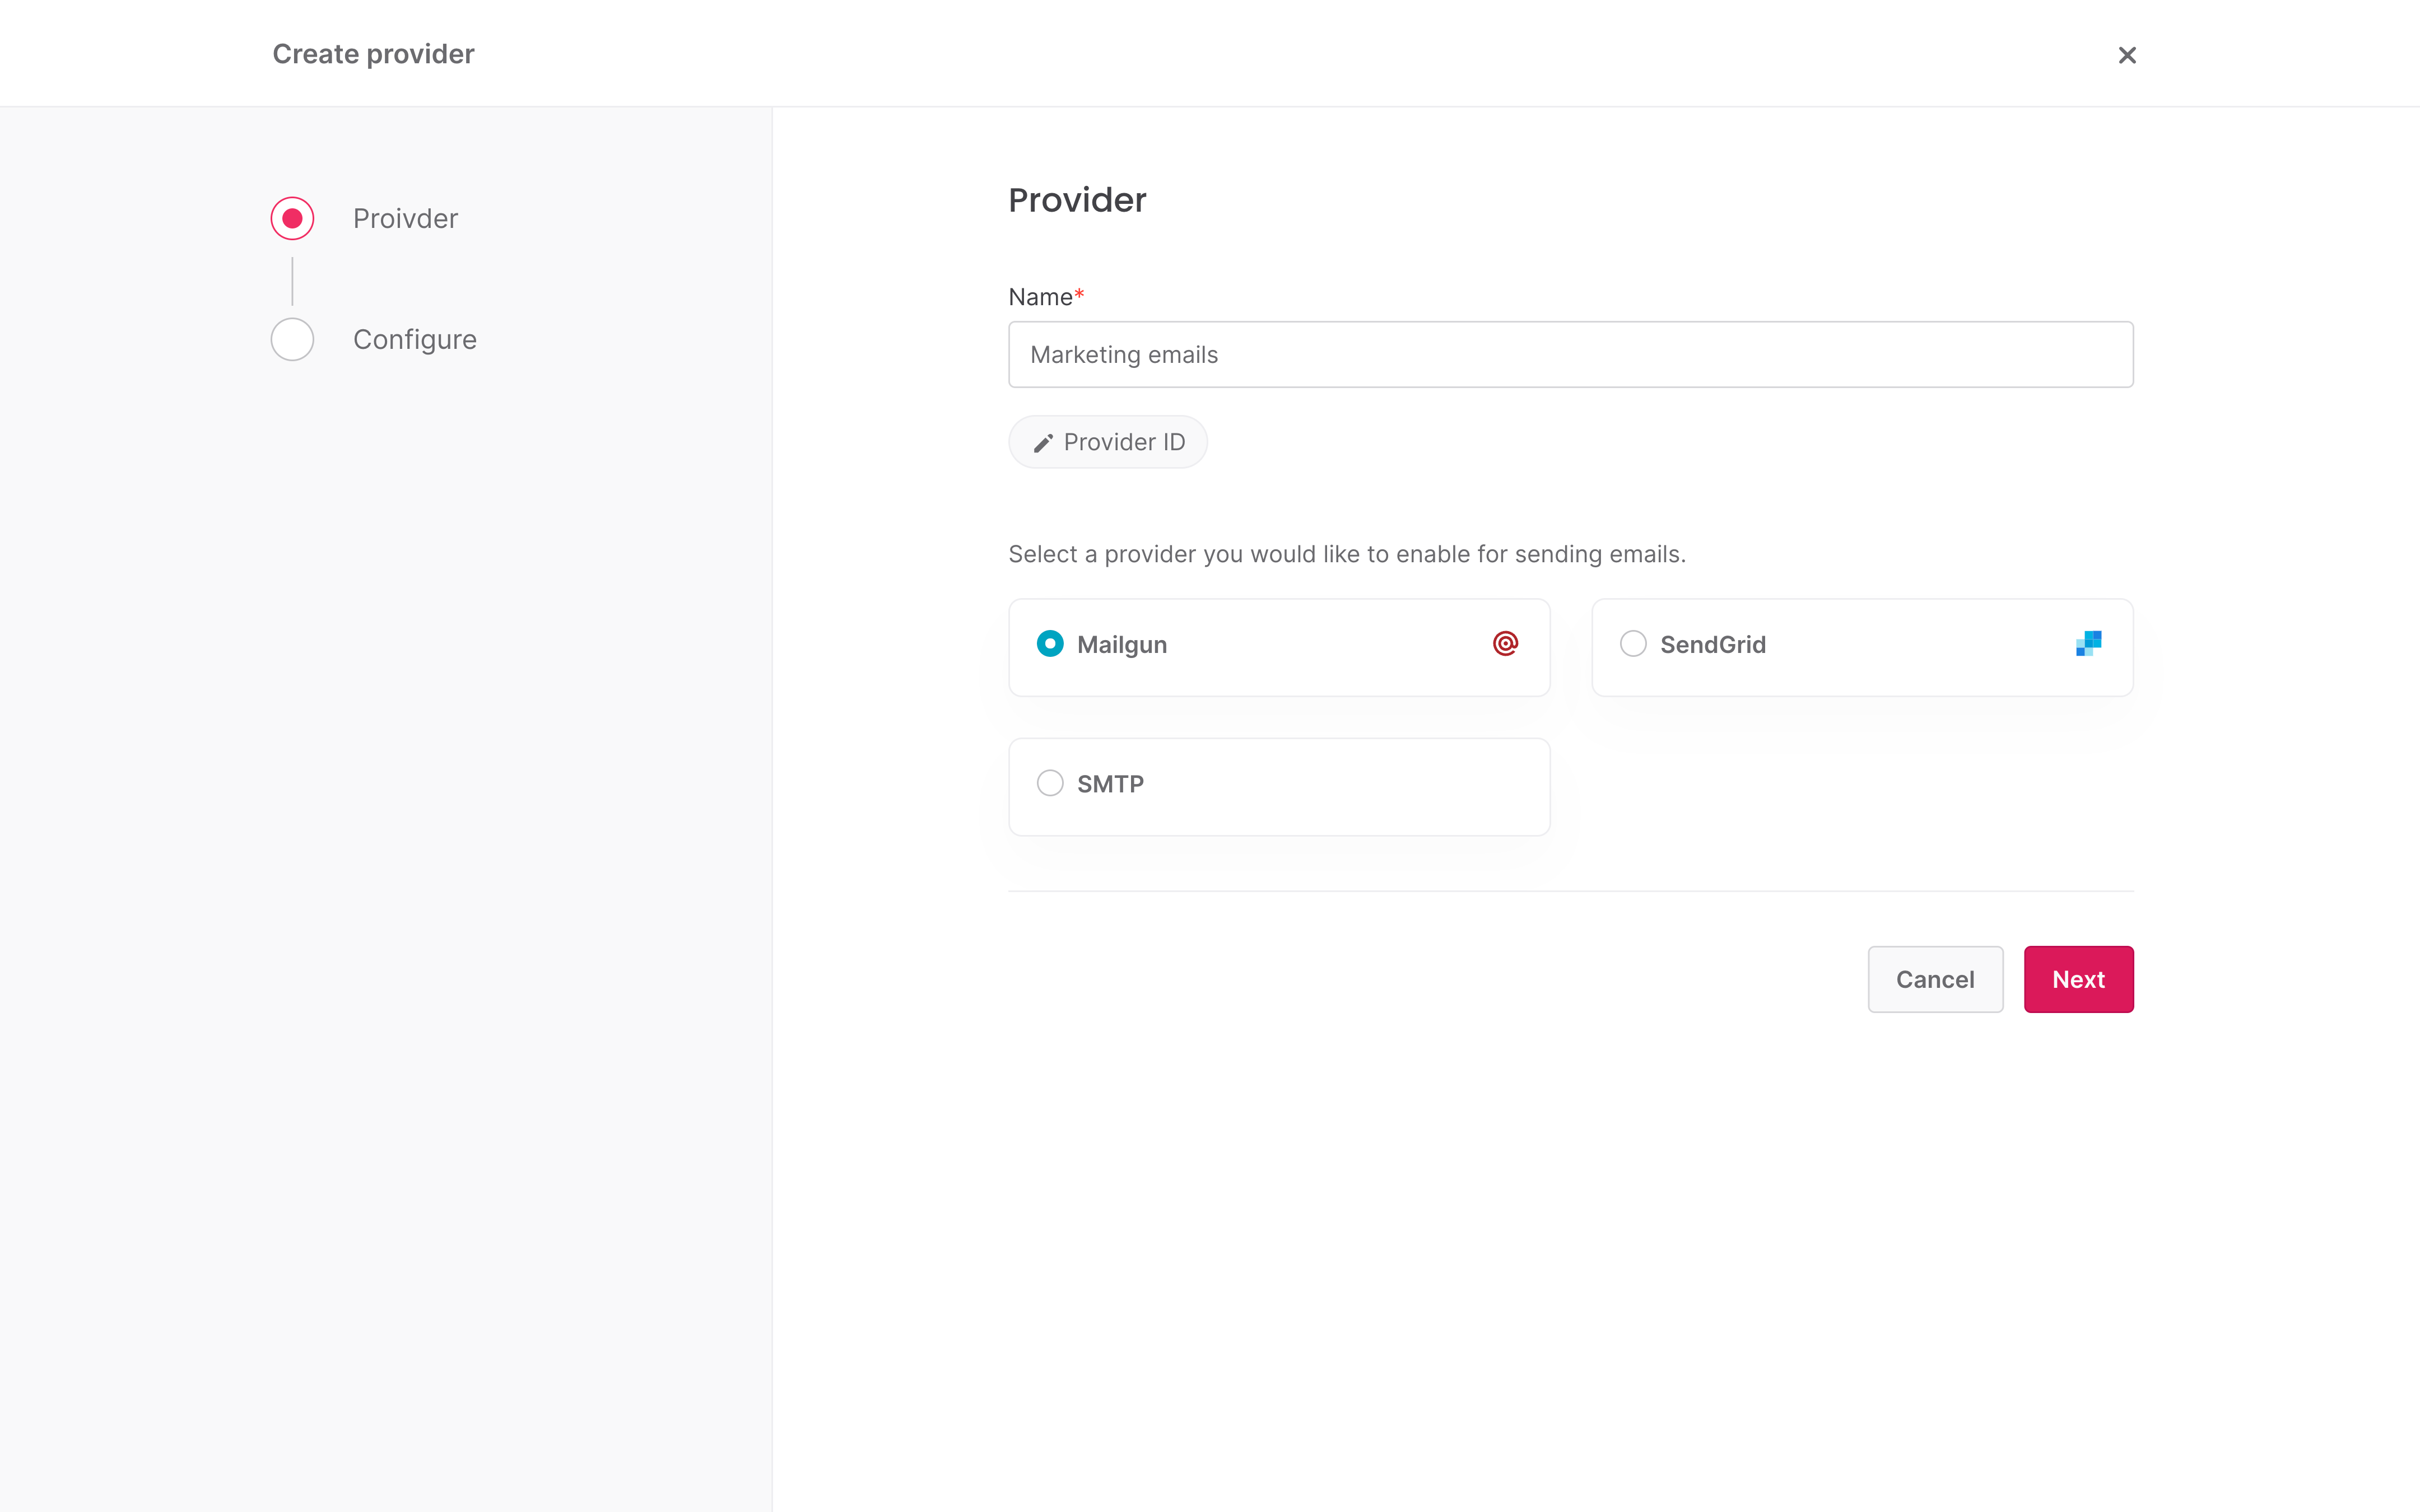 Create provider
Proivder
Configure
Provider
Name*
Marketing emails
Provider ID
Select a provider you would like to enable for sending emails.
Mailgun
SendGrid
SMTP
Cancel
Next